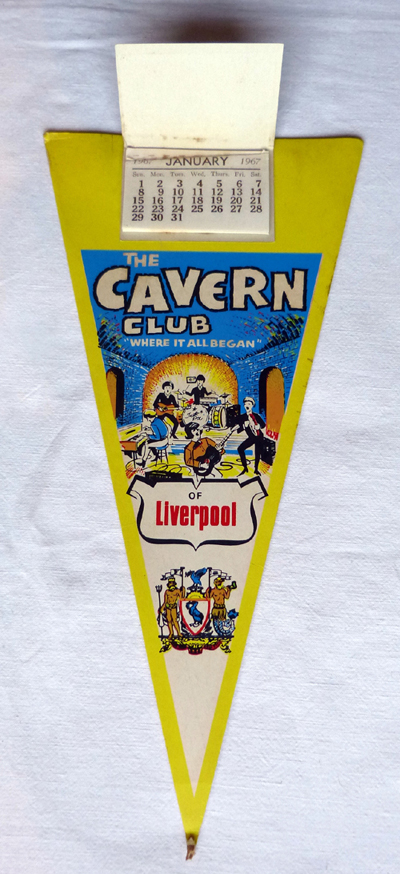 1967 JANUARY 1967
Sun. Mon. Tues. Wed. Thurs. Fri. Sat.
1 2 3 4 5 6 7
8 9 10 11 12 13 14
15 16 17 18 19 20 21
22 23 24 25 26 27 28
29 30 31
THE
CAVERN
CLUB
"WHERE IT ALL BEGAN"
OF
Liverpool